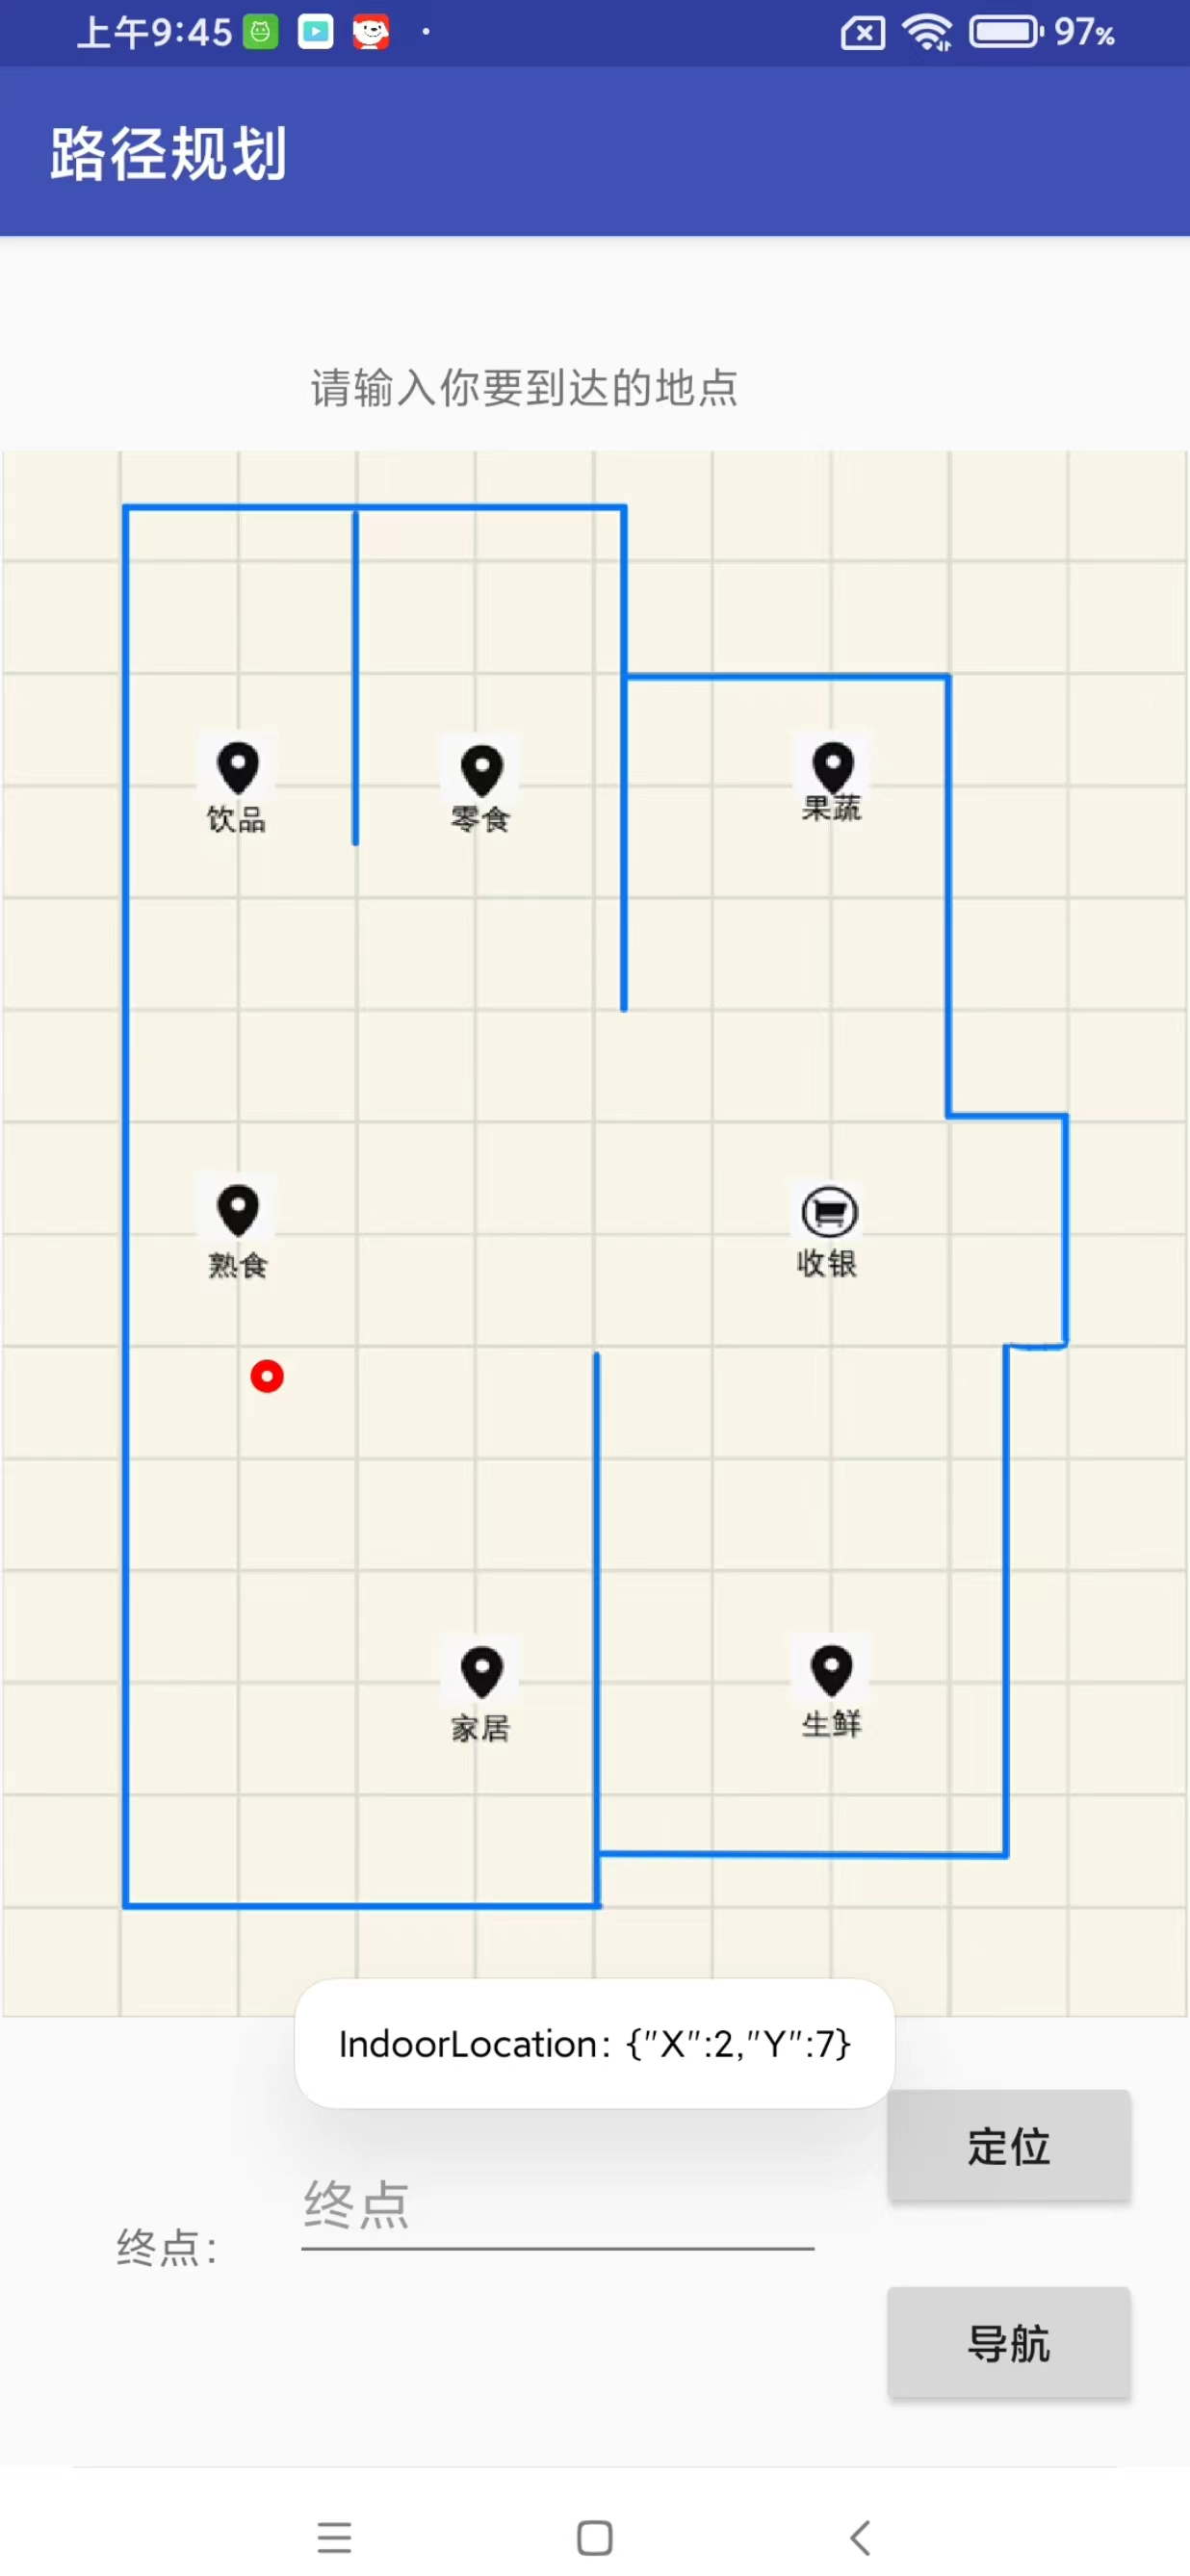 上午9:45
97%
路径规划
请输入你要到达的地点
饮品
零食
果蔬
熟食
收银
家居
生鲜
IndoorLocation: {"X":2,"Y":7}
定位
终点
终点:
导航